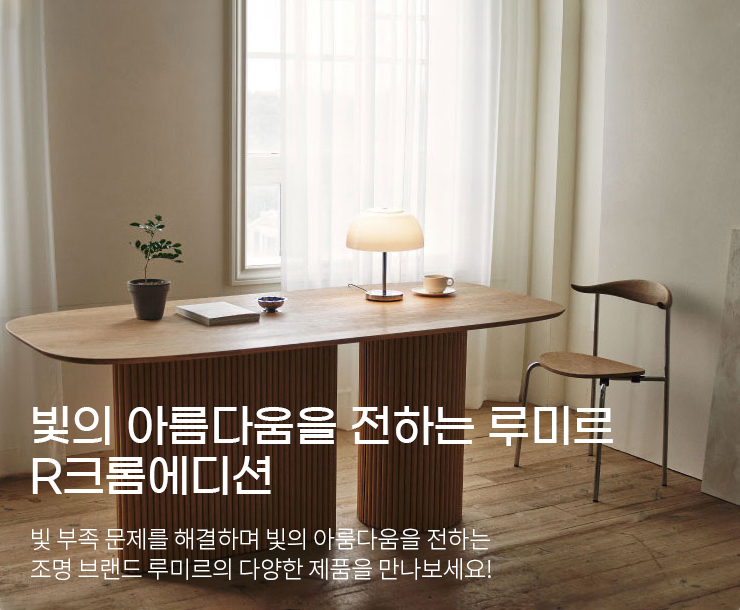 빛의 아름다움을 전하는 루미르
R크롬에디션
빛 부족 문제를 해결하며 빛의 아룸다움을 전하는
조명 브랜드 루미르의 다양한 제품을 만나보세요!